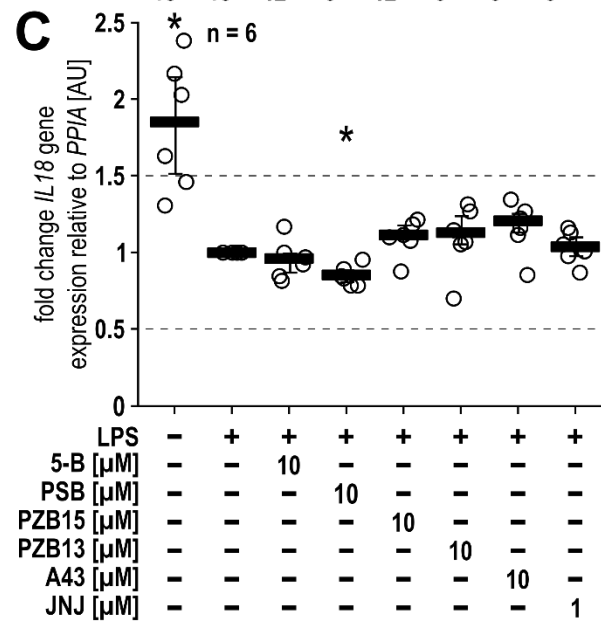 C
2.5
*
n = 6
2
*
1.5
1
0.5
0
fold change IL18 gene
expression relative to PPIA [AU]
LPS − + + + + + + +
5-B [µM] − − 10 − − − − −
PSB [µM] − − − 10 − − − −
PZB15 [µM] − − − − 10 − − −
PZB13 [µM] − − − − − 10 − −
A43 [µM] − − − − − − 10 −
JNJ [µM] − − − − − − − 1